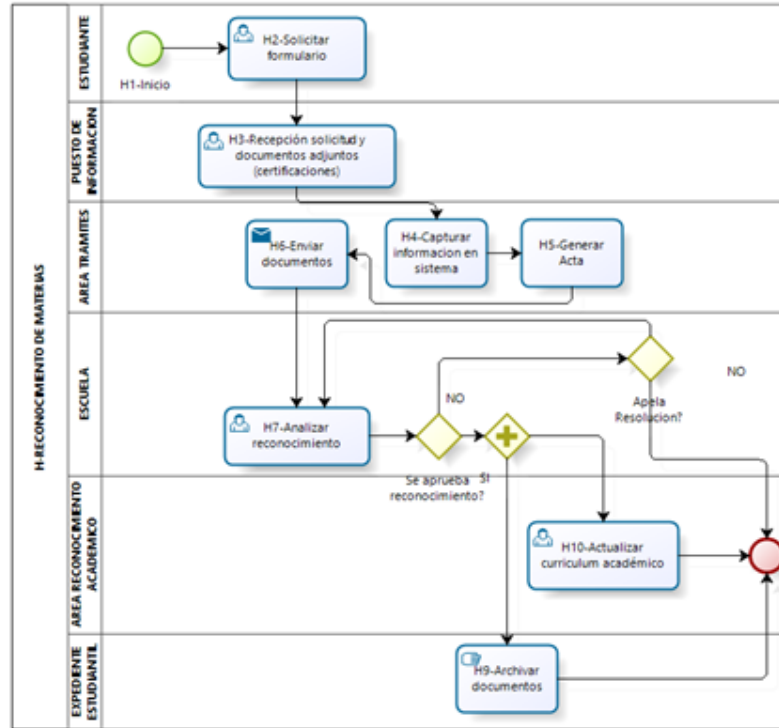 H-RECONOCIMIENTO DE MATERIAS
ESTUDIANTE
H1-Inicio
H2-Solicitar
formulario
PUESTO DE
INFORMACION
H3-Recepción solicitud y
documentos adjuntos
(certificaciones)
AREA TRAMITES
H6-Enviar
documentos
H4-Capturar
informacion en
sistema
H5-Generar
Acta
ESCUELA
H7-Analizar
reconocimiento
NO
Se aprueba
reconocimiento?
SI
Apela
Resolucion?
NO
AREA RECONOCIMIENTO
ACADEMICO
H10-Actualizar
curriculum académico
EXPEDIENTE
ESTUDIANTIL
H9-Archivar
documentos